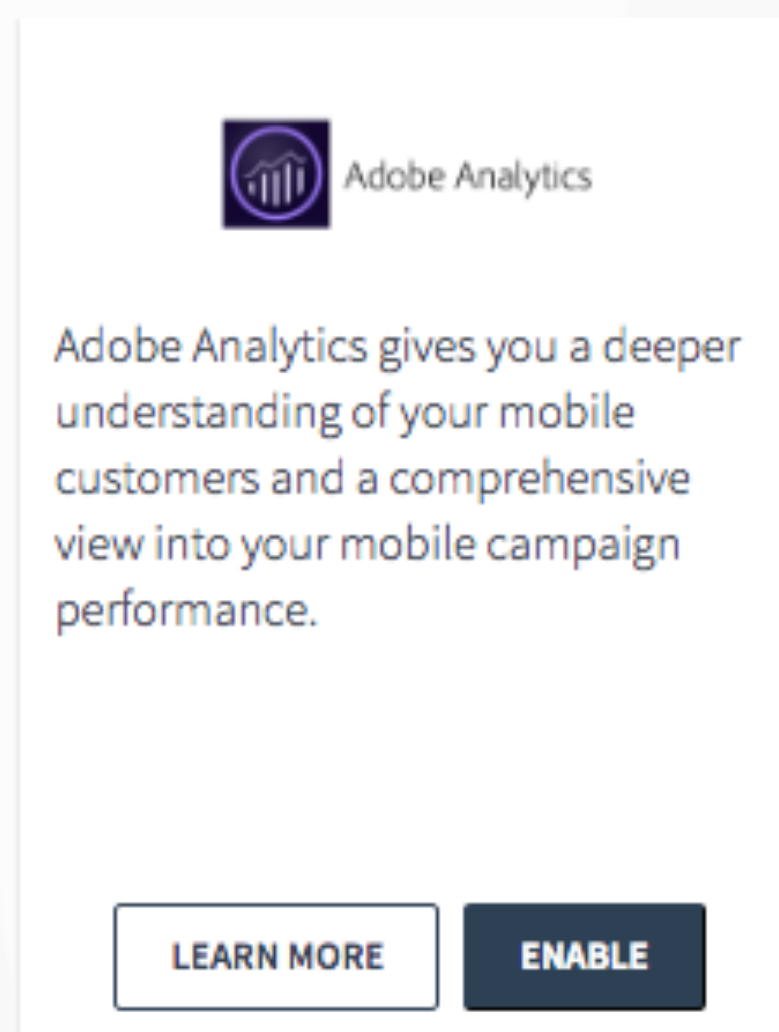 Adobe Analytics
Adobe Analytics gives you a deeper
understanding of your mobile
customers and a comprehensive
view into your mobile campaign
performance.
LEARN MORE
ENABLE